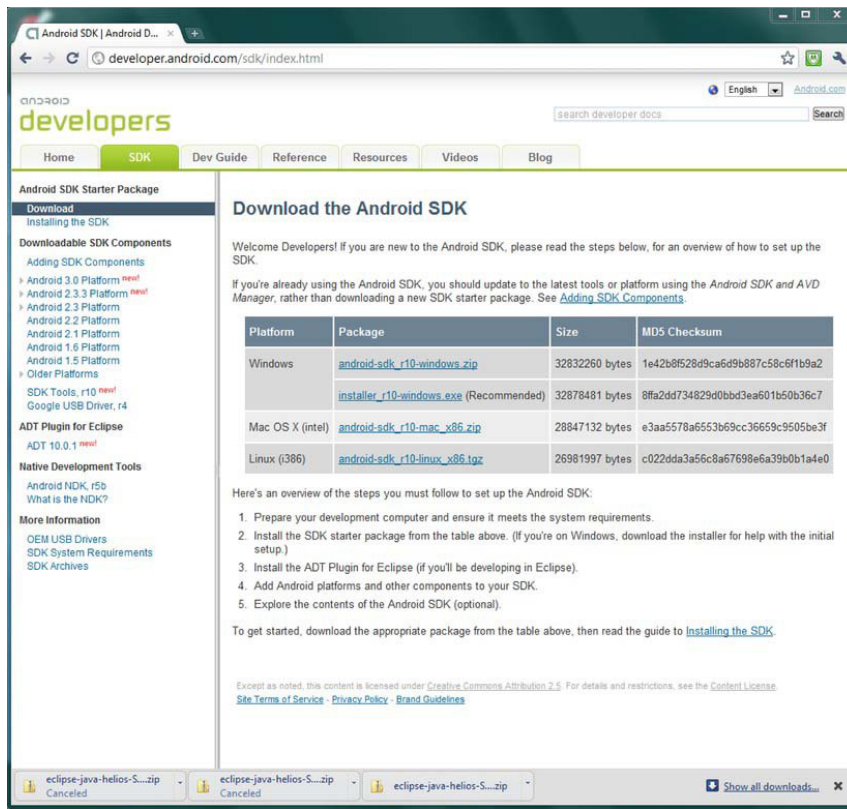 Android SDK | Android D...
developer.android.com/sdk/index.html
English
Android.com
android
developers
search developer docs
Search
Home
SDK
Dev Guide
Reference
Resources
Videos
Blog
Android SDK Starter Package
Download
Installing the SDK
Downloadable SDK Components
Adding SDK Components
Android 3.0 Platform new!
Android 2.3.3 Platform new!
Android 2.3 Platform
Android 2.2 Platform
Android 2.1 Platform
Android 1.6 Platform
Android 1.5 Platform
Older Platforms
SDK Tools, r10 new!
Google USB Driver, r4
ADT Plugin for Eclipse
ADT 10.0.1 new!
Native Development Tools
Android NDK, r5b
What is the NDK?
More Information
OEM USB Drivers
SDK System Requirements
SDK Archives
Download the Android SDK
Welcome Developers! If you are new to the Android SDK, please read the steps below, for an overview of how to set up the
SDK.
If you're already using the Android SDK, you should update to the latest tools or platform using the Android SDK and AVD
Manager, rather than downloading a new SDK starter package. See Adding SDK Components.
Platform Package Size MD5 Checksum
Windows android-sdk_r10-windows.zip 32832260 bytes 1e42b8f528d9ca6d9b887c58c6f1b9a2
installer_r10-windows.exe (Recommended) 32878481 bytes 8ffa2dd734829d0bbd3ea601b50b36c7
Mac OS X (intel) android-sdk_r10-mac_x86.zip 28847132 bytes e3aa5578a6553b69cc36659c9505be3f
Linux (i386) android-sdk_r10-linux_x86.tgz 26981997 bytes c022dda3a56c8a67698e6a39b0b1a4e0
Here's an overview of the steps you must follow to set up the Android SDK:
1. Prepare your development computer and ensure it meets the system requirements.
2. Install the SDK starter package from the table above. (If you're on Windows, download the installer for help with the initial
setup.)
3. Install the ADT Plugin for Eclipse (if you'll be developing in Eclipse).
4. Add Android platforms and other components to your SDK.
5. Explore the contents of the Android SDK (optional).
To get started, download the appropriate package from the table above, then read the guide to Installing the SDK.
Except as noted, this content is licensed under Creative Commons Attribution 2.5. For details and restrictions, see the Content License.
Site Terms of Service - Privacy Policy - Brand Guidelines
eclipse-java-helios-S....zip
Canceled
eclipse-java-helios-S....zip
Canceled
eclipse-java-helios-S....zip
Show all downloads...